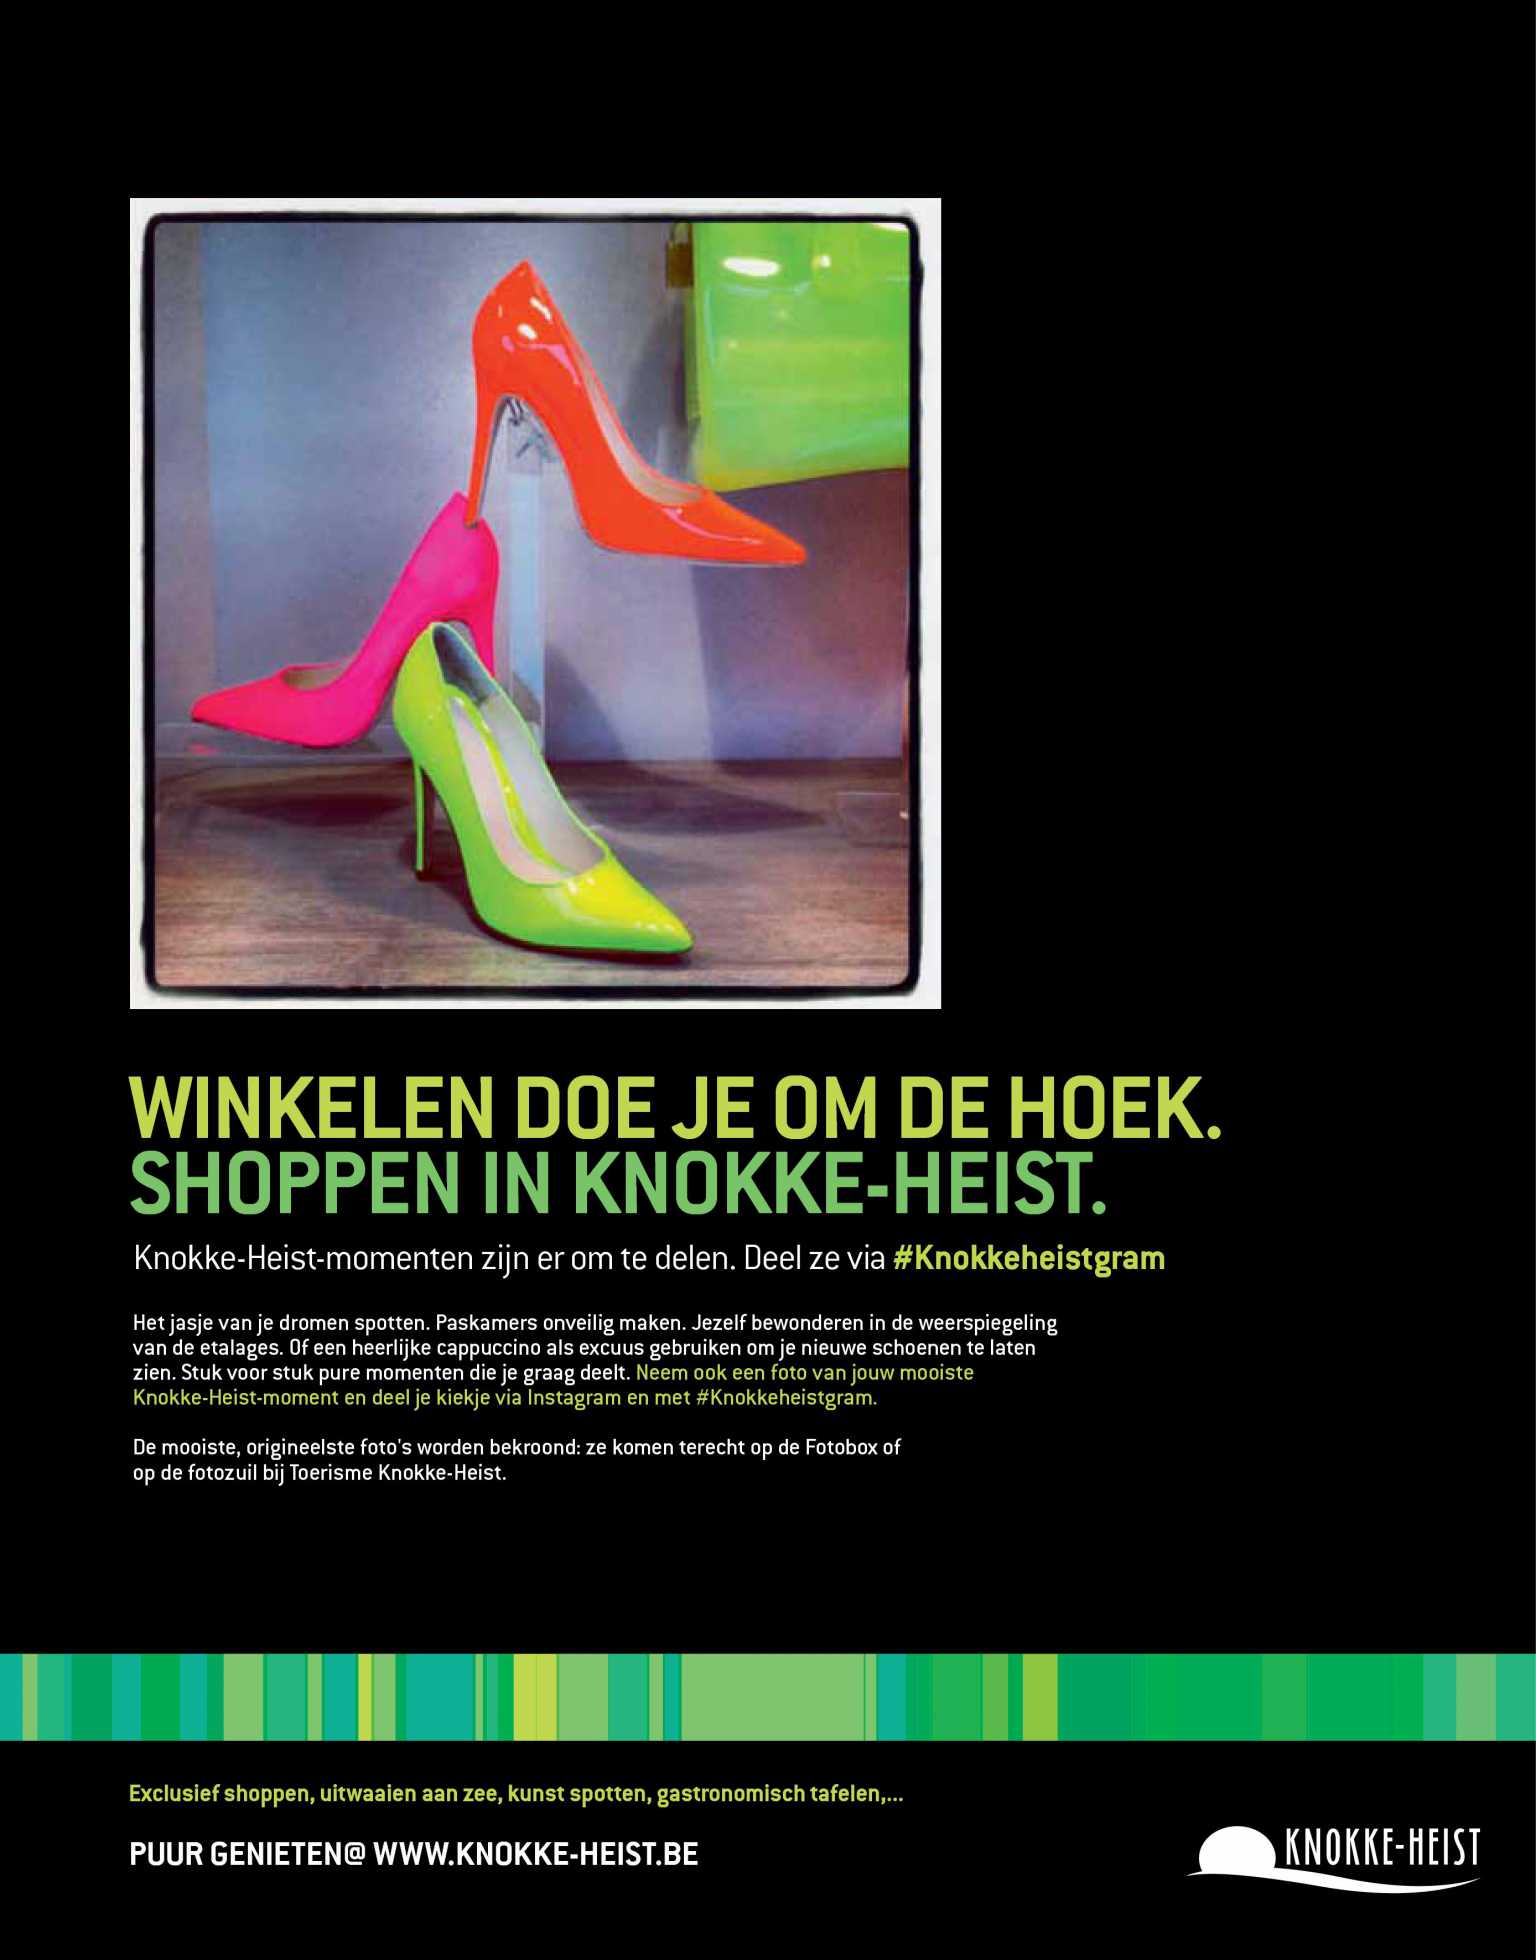 WINKELEN DOE JE OM DE HOEK.
SHOPPEN IN KNOKKE-HEIST.
Knokke-Heist-momenten zijn er om te delen. Deel ze via #Knokkeheistgram
Het jasje van je dromen spotten. Paskamers onveilig maken. Jezelf bewonderen in de weerspiegeling
van de etalages. Of een heerlijke cappuccino als excuus gebruiken om je nieuwe schoenen te laten
zien. Stuk voor stuk pure momenten die je graag deelt. Neem ook een foto van jouw mooiste
Knokke-Heist-moment en deel je kiekje via Instagram en met #Knokkeheistgram.
De mooiste, origineelste foto's worden bekroond: ze komen terecht op de Fotobox of
op de fotozuil bij Toerisme Knokke-Heist.
Exclusief shoppen, uitwaaien aan zee, kunst spotten, gastronomisch tafelen,...
PUUR GENIETEN@ WWW.KNOKKE-HEIST.BE
KNOKKE-HEIST